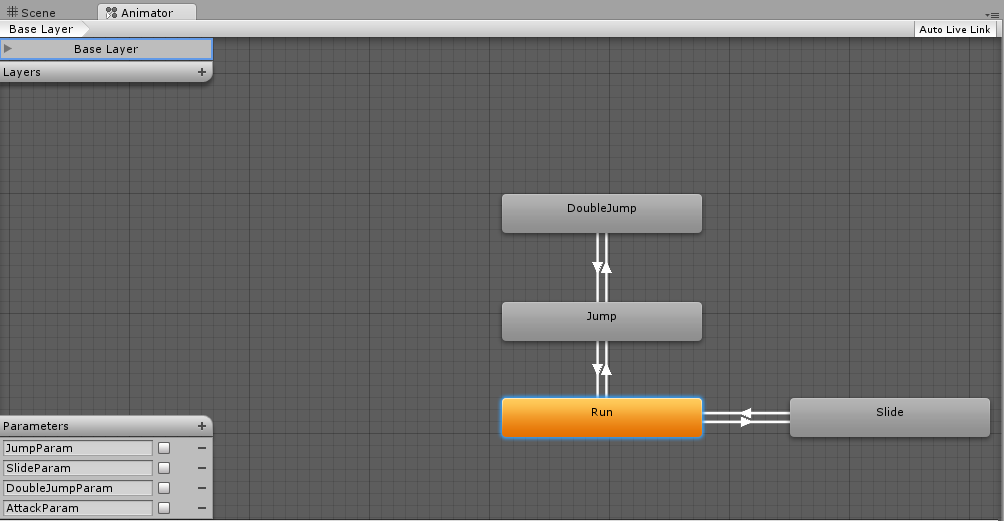 Scene
Animator
Base Layer
Auto Live Link
Base Layer
Layers
DoubleJump
Jump
Run
Slide
Parameters
JumpParam
SlideParam
DoubleJumpParam
AttackParam